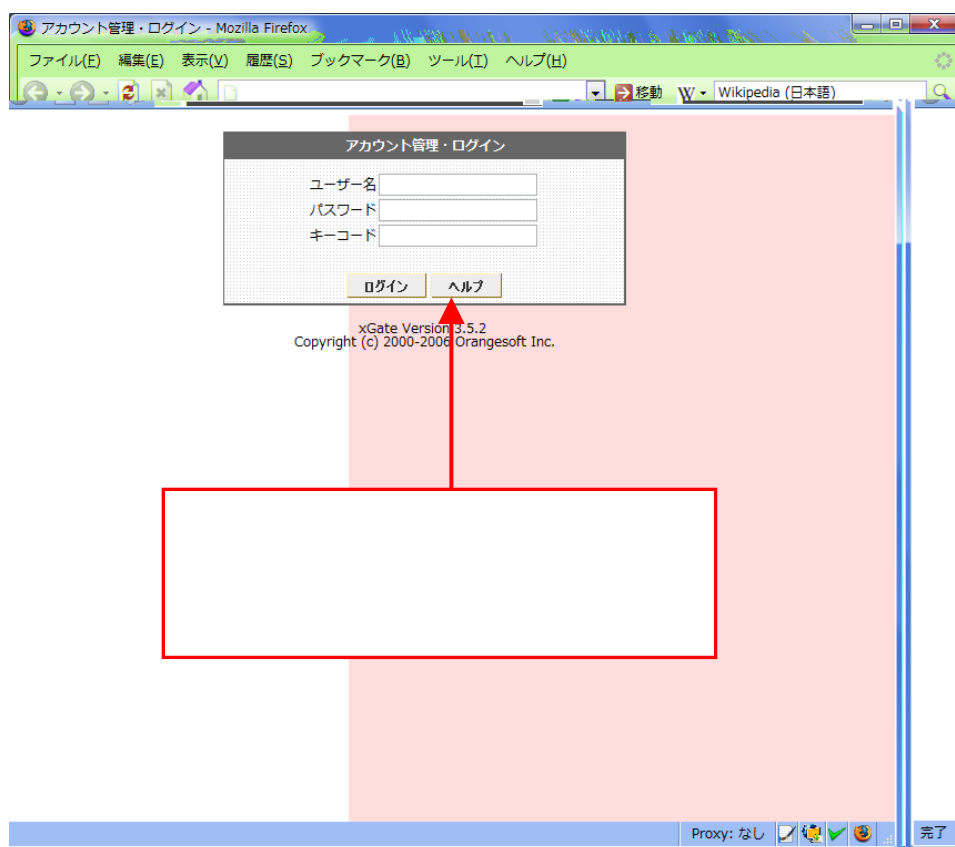 アカウント管理・ログイン - Mozilla Firefox
ファイル(F) 編集(E) 表示(V) 履歴(S) ブックマーク(B) ツール(T) ヘルプ(H)
移動 W Wikipedia (日本語)
アカウント管理・ログイン
ユーザー名
パスワード
キーコード
ログイン ヘルプ
xGate Version 3.5.2
Copyright (c) 2000-2006 Orangesoft Inc.
Proxy: なし 完了